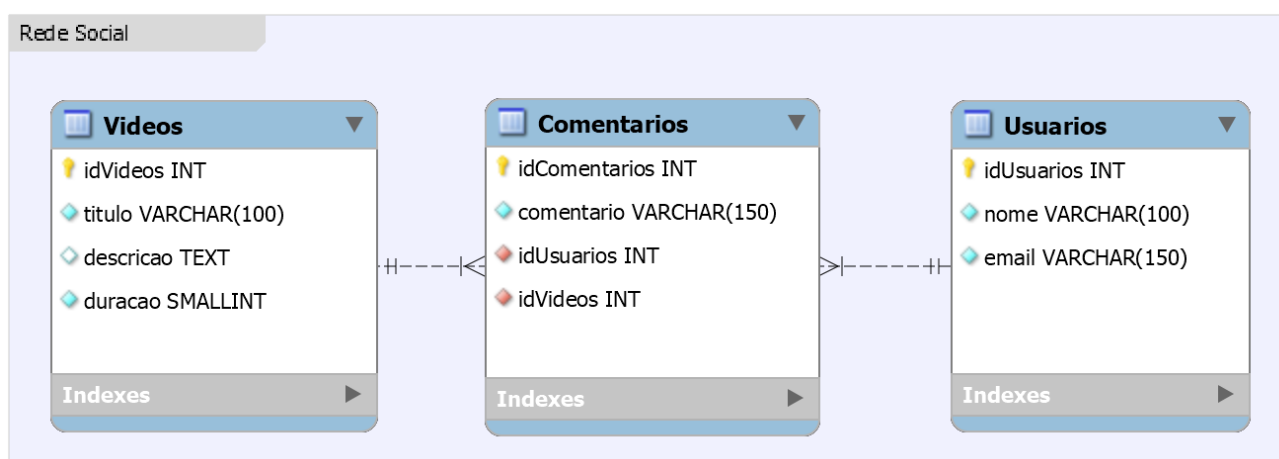 Rede Social
Videos
idVideos INT
titulo VARCHAR(100)
descricao TEXT
duracao SMALLINT
Indexes
Comentarios
idComentarios INT
comentario VARCHAR(150)
idUsuarios INT
idVideos INT
Indexes
Usuarios
idUsuarios INT
nome VARCHAR(100)
email VARCHAR(150)
Indexes